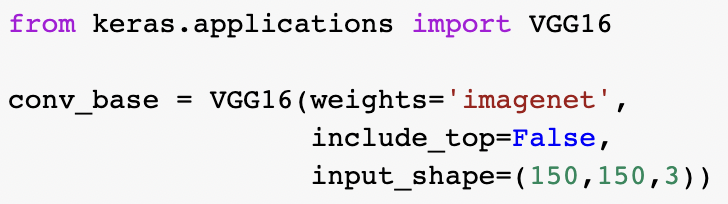 from keras.applications import VGG16
conv_base = VGG16(weights='imagenet',
include_top=False,
input_shape=(150,150,3))